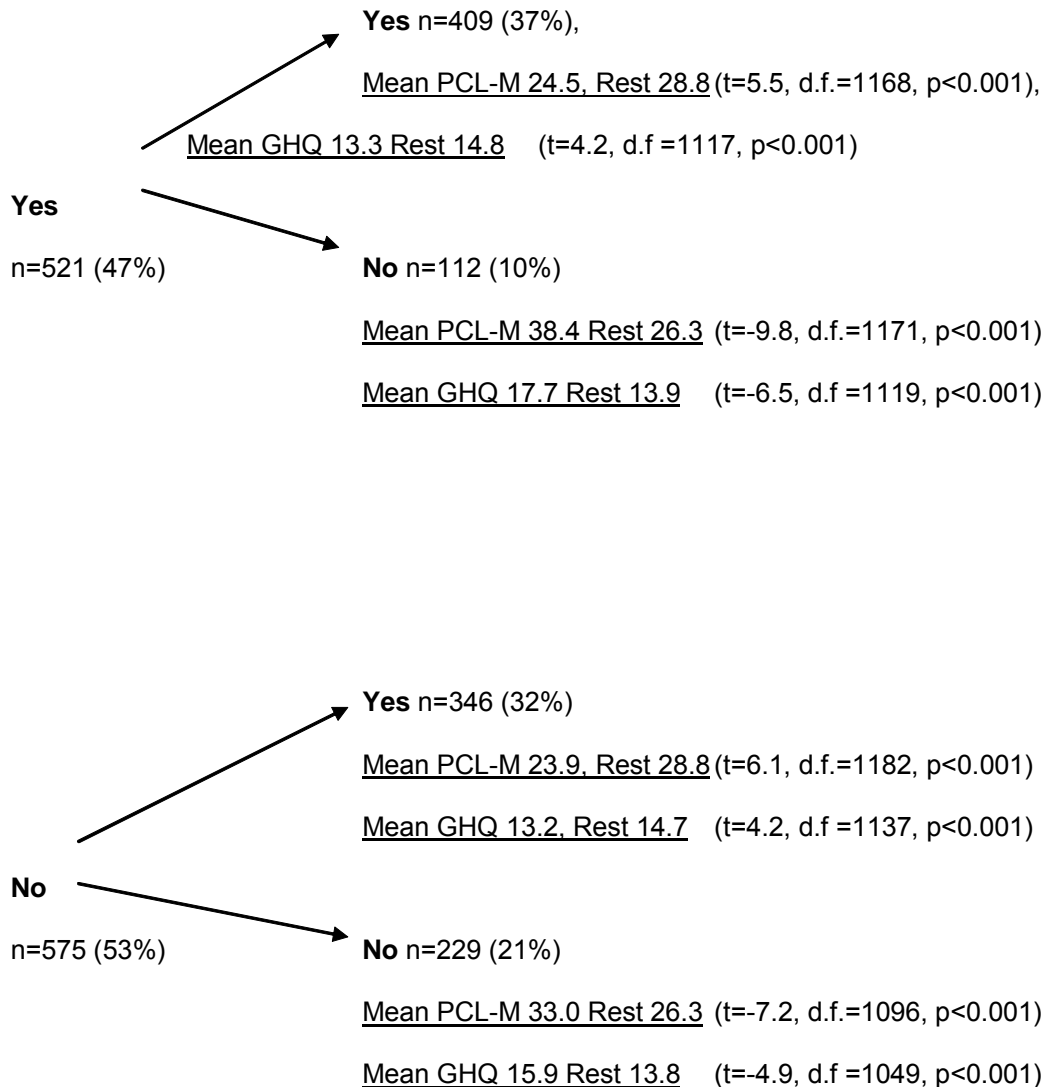 Yes n=409 (37%),
Mean PCL-M 24.5, Rest 28.8 (t=5.5, d.f.=1168, p<0.001),
Mean GHQ 13.3 Rest 14.8 (t=4.2, d.f =1117, p<0.001)
Yes
n=521 (47%)
No n=112 (10%)
Mean PCL-M 38.4 Rest 26.3 (t=-9.8, d.f.=1171, p<0.001)
Mean GHQ 17.7 Rest 13.9 (t=-6.5, d.f =1119, p<0.001)
Yes n=346 (32%)
Mean PCL-M 23.9, Rest 28.8 (t=6.1, d.f.=1182, p<0.001)
Mean GHQ 13.2, Rest 14.7 (t=4.2, d.f =1137, p<0.001)
No
n=575 (53%)
No n=229 (21%)
Mean PCL-M 33.0 Rest 26.3 (t=-7.2, d.f.=1096, p<0.001)
Mean GHQ 15.9 Rest 13.8 (t=-4.9, d.f =1049, p<0.001)